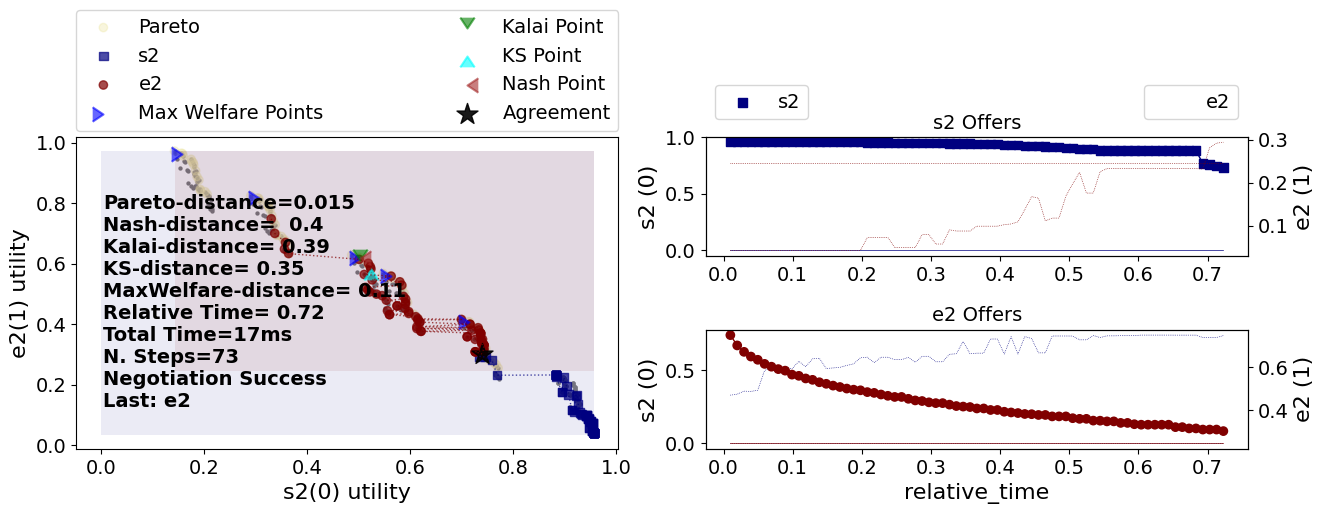 Pareto
s2
e2
Max Welfare Points
Kalai Point
KS Point
Nash Point
Agreement
1.0
0.8
0.6
0.4
0.2
0.0
e2(1) utility
Pareto-distance=0.015
Nash-distance=  0.4
Kalai-distance= 0.39
KS-distance= 0.35
MaxWelfare-distance= 0.11
Relative Time= 0.72
Total Time=17ms
N. Steps=73
Negotiation Success
Last: e2
0.0 0.2 0.4 0.6 0.8 1.0
s2(0) utility
s2
e2
s2 Offers
1.0
0.5
0.0
s2 (0)
0.3
0.2
0.1
e2 (1)
0.0 0.1 0.2 0.3 0.4 0.5 0.6 0.7
e2 Offers
0.5
0.0
s2 (0)
0.6
0.4
e2 (1)
0.0 0.1 0.2 0.3 0.4 0.5 0.6 0.7
relative_time